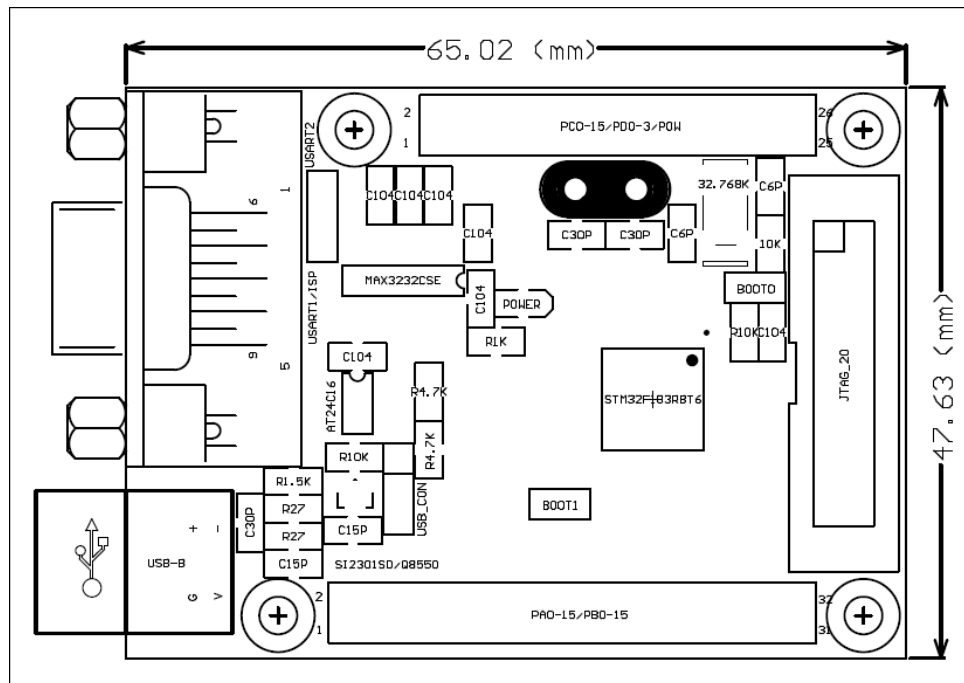 65.02 (mm)
2
26
PC0-15/PD0-3/POW
1
25
USART2
1
6
C104
C104
C104
32.768K
C6P
C104
C30P
C30P
C6P
10K
MAX3232CSE
C104
POWER
BOOT0
USART1/ISP
R1K
R10K
C104
9
5
C104
AT24C16
R4.7K
JTAG_20
47.63 (mm)
R4.7K
R10K
R1.5K
USB_CON
BOOT1
C30P
R27
+
-
R27
C15P
USB-B
C15P
SI2301SD/Q8550
G
V
2
32
PA0-15/PB0-15
1
31